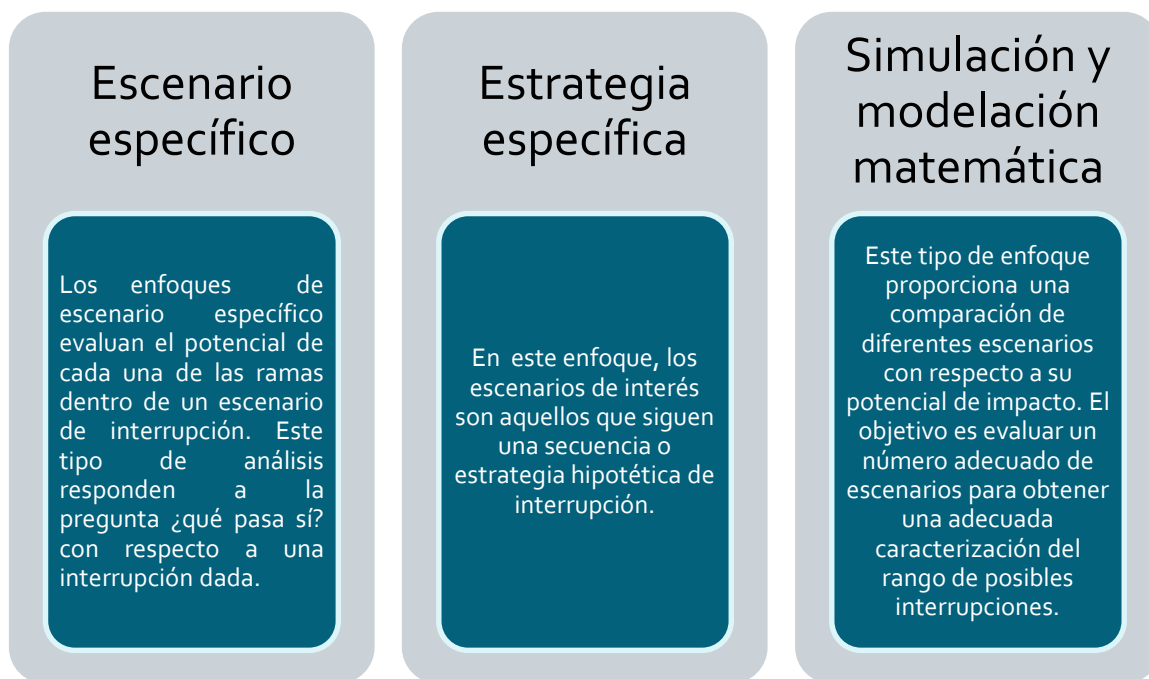 Escenario
específico
Los enfoques de
escenario específico
evaluan el potencial de
cada una de las ramas
dentro de un escenario
de interrupción. Este
tipo de análisis
responden a la
pregunta ¿qué pasa sí?
con respecto a una
interrupción dada.
Estrategia
específica
En este enfoque, los
escenarios de interés
son aquellos que siguen
una secuencia o
estrategia hipotética de
interrupción.
Simulación y
modelación
matemática
Este tipo de enfoque
proporciona una
comparación de
diferentes escenarios
con respecto a su
potencial de impacto. El
objetivo es evaluar un
número adecuado de
escenarios para obtener
una adecuada
caracterización del
rango de posibles
interrupciones.